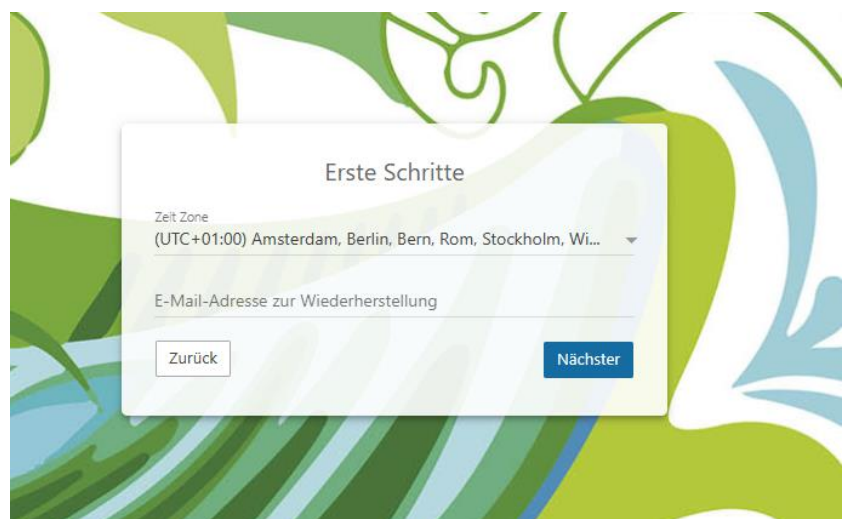 Erste Schritte
Zeit Zone
(UTC+01:00) Amsterdam, Berlin, Bern, Rom, Stockholm, Wi...
E-Mail-Adresse zur Wiederherstellung
Zurück
Nächster